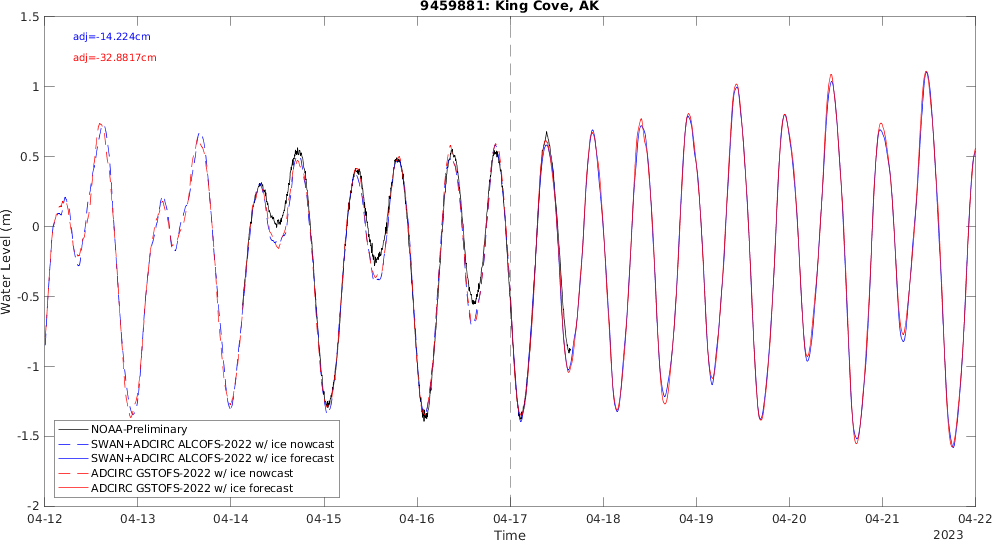 9459881: King Cove, AK
adj=-14.224cm
adj=-32.8817cm
Water Level (m)
1.5
1
0.5
0
-0.5
-1
-1.5
-2
NOAA-Preliminary
SWAN+ADCIRC ALCOFS-2022 w/ ice nowcast
SWAN+ADCIRC ALCOFS-2022 w/ ice forecast
ADCIRC GSTOFS-2022 w/ ice nowcast
ADCIRC GSTOFS-2022 w/ ice forecast
04-12 04-13 04-14 04-15 04-16 04-17 04-18 04-19 04-20 04-21 04-22
Time
2023